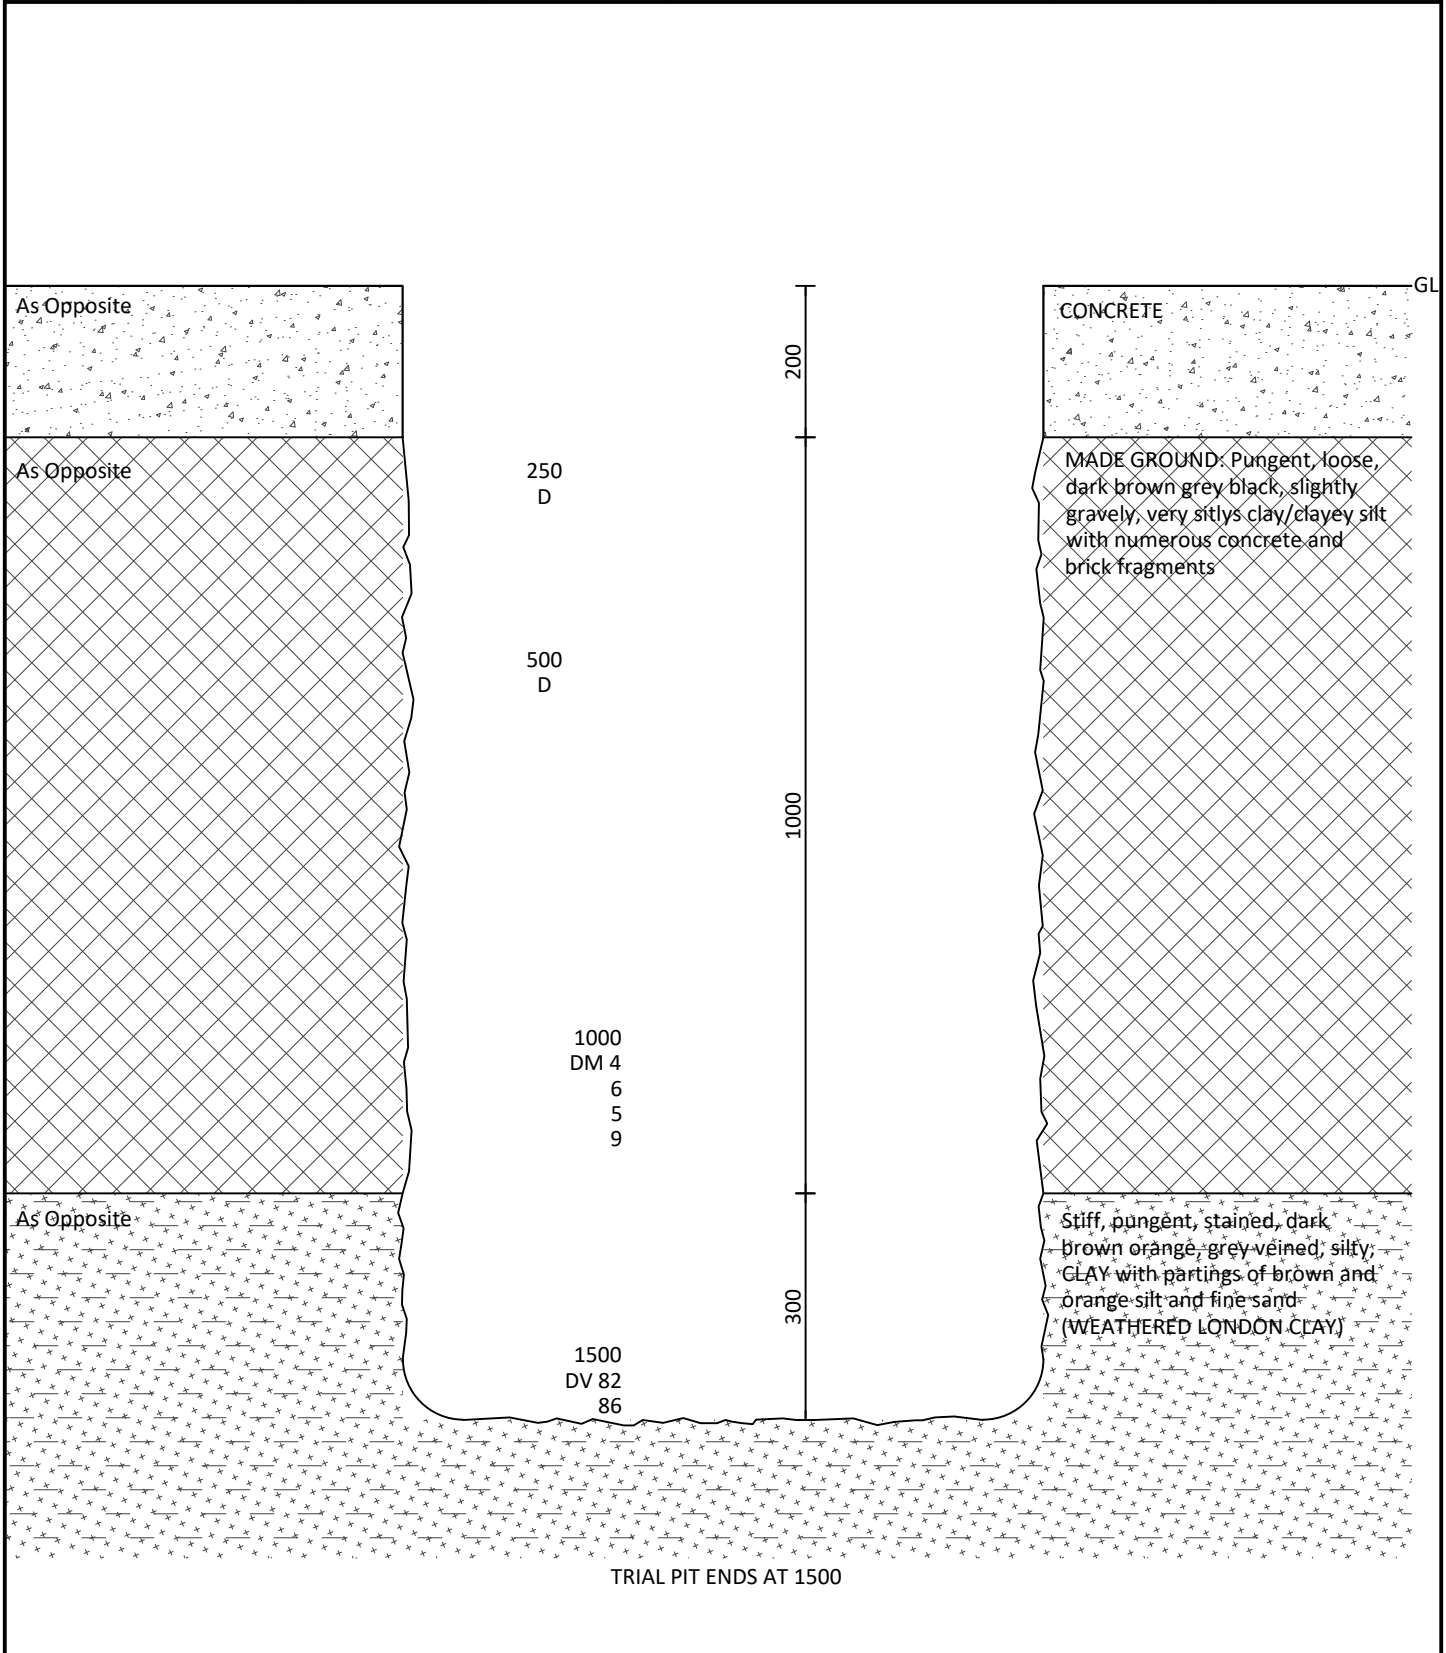 GL
As Opposite
CONCRETE
200
As Opposite
250
D
MADE GROUND: Pungent, loose,
dark brown grey black, slightly
gravely, very sitlys clay/clayey silt
with numerous concrete and
brick fragments
500
D
1000
1000
DM 4
6
5
9
As Opposite
Stiff, pungent, stained, dark
brown orange, grey veined, silty,
CLAY with partings of brown and
orange silt and fine sand
(WEATHERED LONDON CLAY)
300
1500
DV 82
86
TRIAL PIT ENDS AT 1500